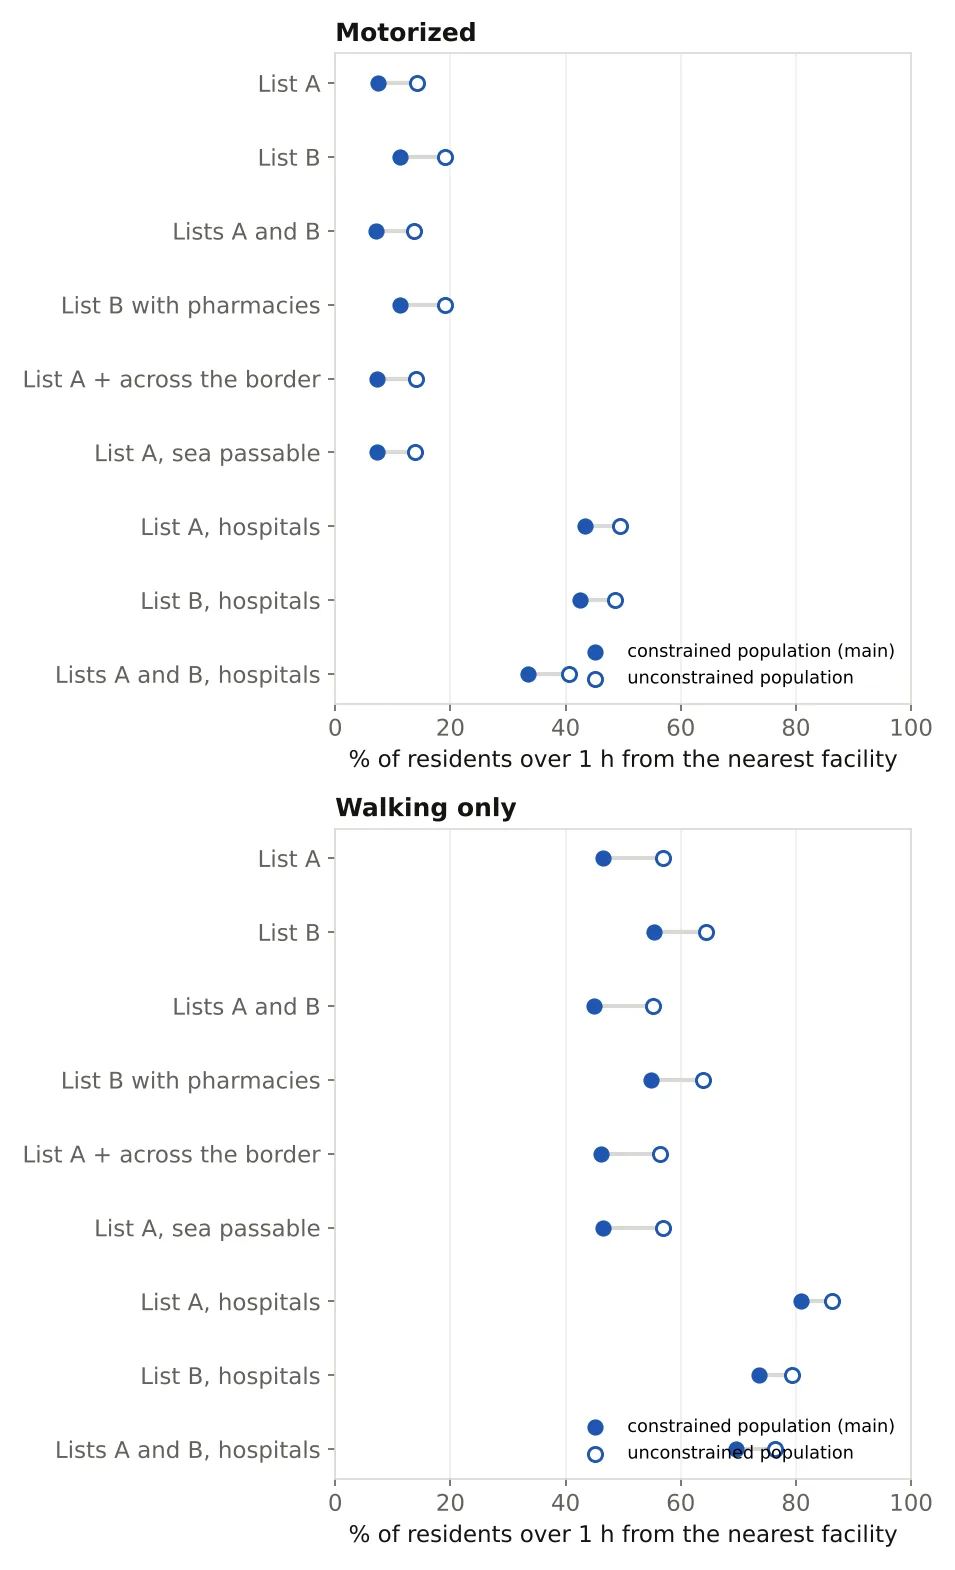 Motorized
List A
List B
Lists A and B
List B with pharmacies
List A + across the border
List A, sea passable
List A, hospitals
List B, hospitals
Lists A and B, hospitals
constrained population (main)
unconstrained population
0 20 40 60 80 100
% of residents over 1 h from the nearest facility
Walking only
List A
List B
Lists A and B
List B with pharmacies
List A + across the border
List A, sea passable
List A, hospitals
List B, hospitals
Lists A and B, hospitals
constrained population (main)
unconstrained population
0 20 40 60 80 100
% of residents over 1 h from the nearest facility